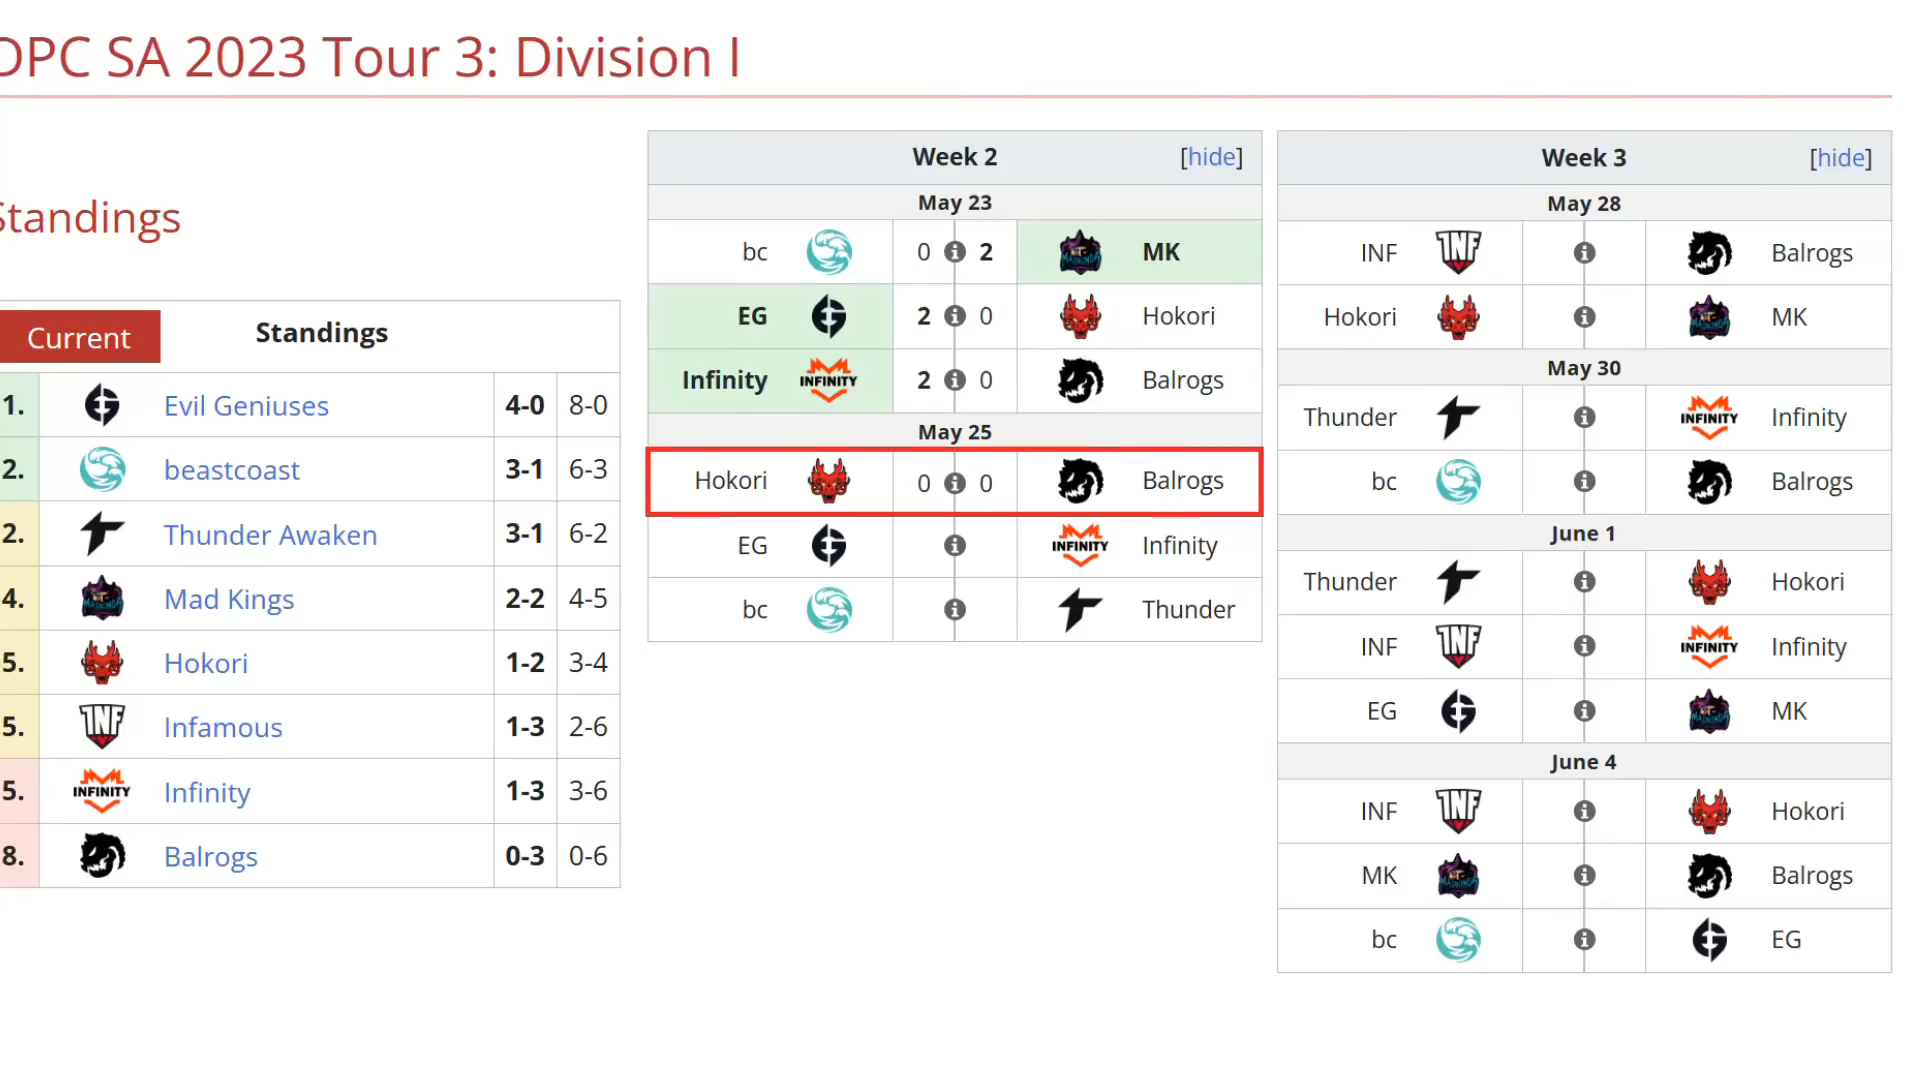 DPC SA 2023 Tour 3: Division I
Standings
Current Standings
1. Evil Geniuses 4-0 8-0
2. beastcoast 3-1 6-3
2. Thunder Awaken 3-1 6-2
4. Mad Kings 2-2 4-5
5. Hokori 1-2 3-4
5. INF Infamous 1-3 2-6
5. INFINITY Infinity 1-3 3-6
8. Balrogs 0-3 0-6
Week 2 [hide]
May 23
bc 0 2 MK
EG 2 0 Hokori
Infinity INFINITY 2 0 Balrogs
May 25
Hokori 0 0 Balrogs
EG INFINITY Infinity
bc Thunder
Week 3 [hide]
May 28
INF INF Balrogs
Hokori MK
May 30
Thunder INFINITY Infinity
bc Balrogs
June 1
Thunder Hokori
INF INF INFINITY Infinity
EG MK
June 4
INF INF Hokori
MK Balrogs
bc EG